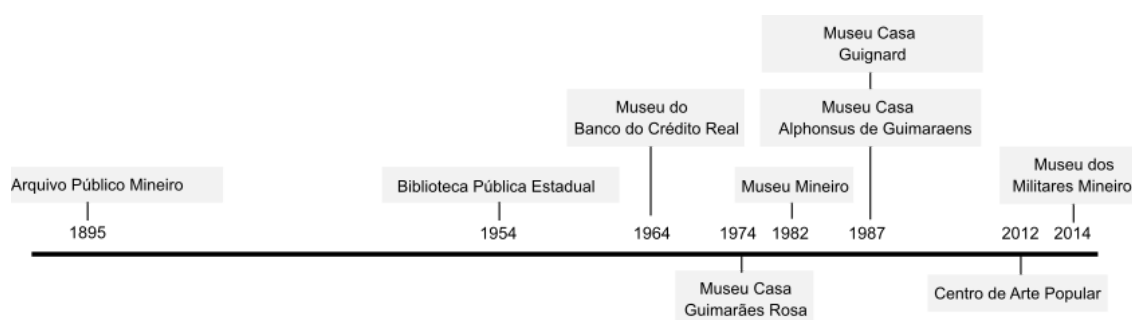 Museu Casa
Guignard
Museu do
Banco do Crédito Real
Museu Casa
Alphonsus de Guimaraens
Arquivo Público Mineiro
Biblioteca Pública Estadual
Museu Mineiro
Museu dos
Militares Mineiro
1895
1954
1964
1974
1982
1987
2012
2014
Museu Casa
Guimarães Rosa
Centro de Arte Popular